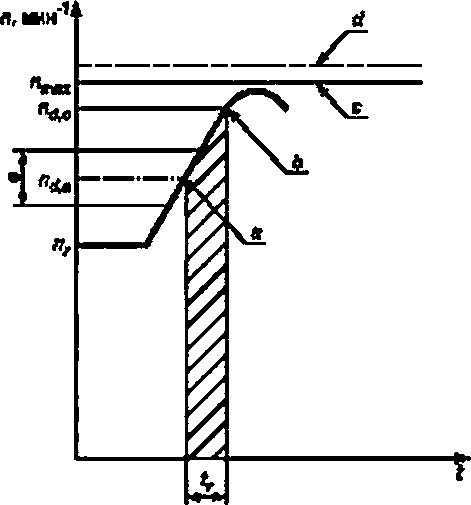 n, мин⁻¹
d
n_max
c
n_d,o
b
e
n_d,a
a
n_r
t_r
t